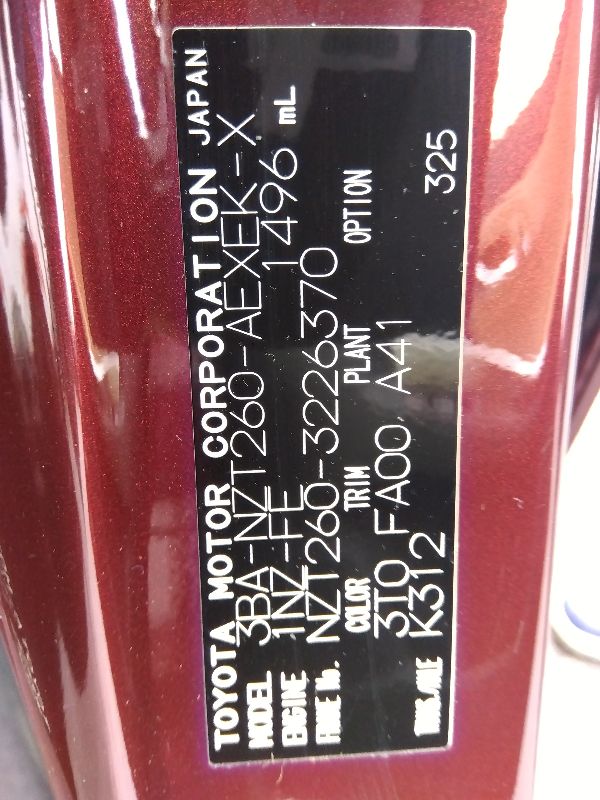 TOYOTA MOTOR CORPORATION JAPAN
MODEL 3BA-NZT260-AEXEK-X
ENGINE 1NZ-FE 1496 mL
FRAME No. NZT260-3226370
COLOR TRIM PLANT OPTION
3T0 FA00 A41 325
TRANS./AXLE K312